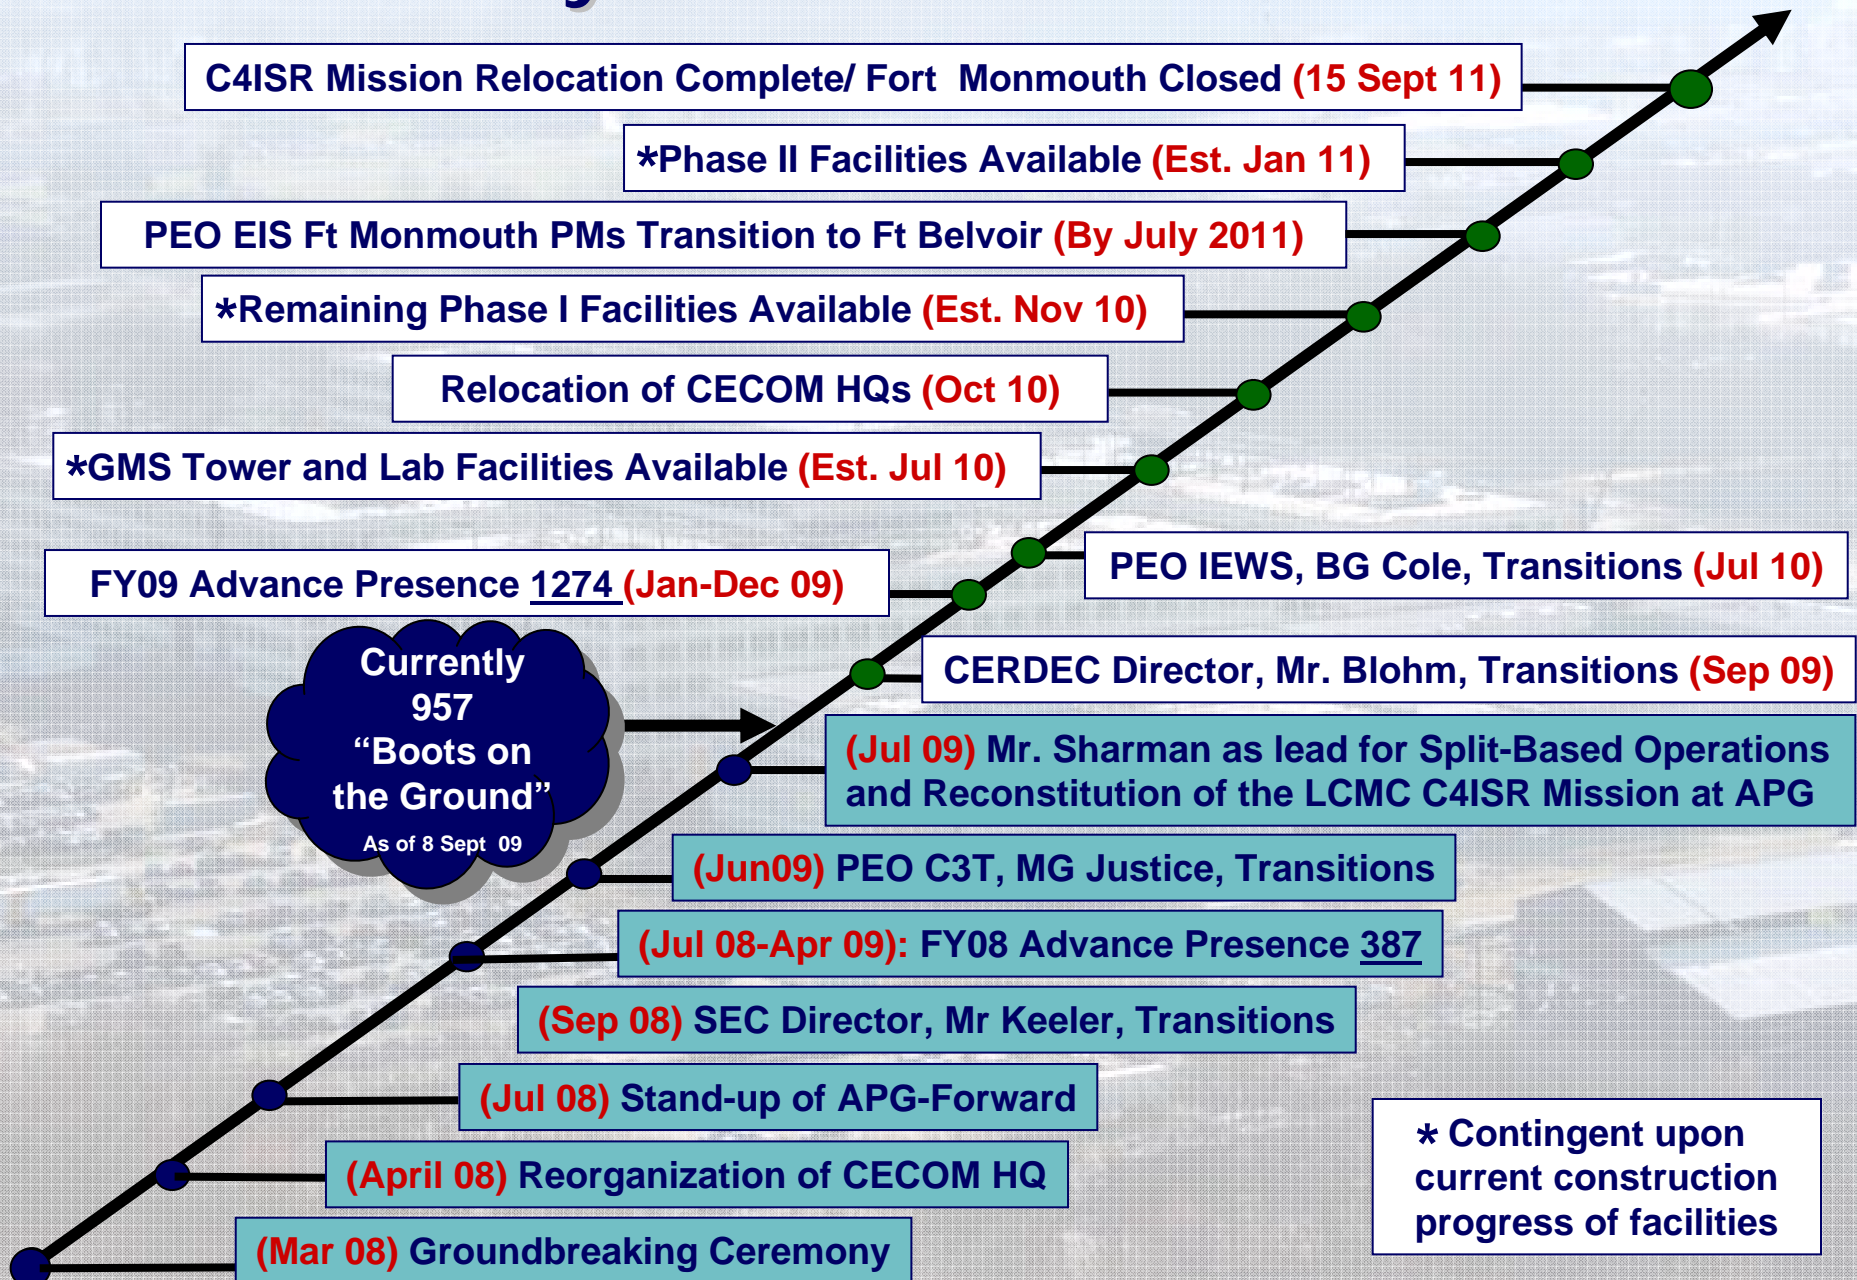 C4ISR Mission Relocation Complete/ Fort Monmouth Closed (15 Sept 11)
*Phase II Facilities Available (Est. Jan 11)
PEO EIS Ft Monmouth PMs Transition to Ft Belvoir (By July 2011)
*Remaining Phase I Facilities Available (Est. Nov 10)
Relocation of CECOM HQs (Oct 10)
*GMS Tower and Lab Facilities Available (Est. Jul 10)
PEO IEWS, BG Cole, Transitions (Jul 10)
FY09 Advance Presence 1274 (Jan-Dec 09)
CERDEC Director, Mr. Blohm, Transitions (Sep 09)
Currently
957
“Boots on
the Ground”
As of 8 Sept 09
(Jul 09) Mr. Sharman as lead for Split-Based Operations
and Reconstitution of the LCMC C4ISR Mission at APG
(Jun09) PEO C3T, MG Justice, Transitions
(Jul 08-Apr 09): FY08 Advance Presence 387
(Sep 08) SEC Director, Mr Keeler, Transitions
(Jul 08) Stand-up of APG-Forward
(April 08) Reorganization of CECOM HQ
(Mar 08) Groundbreaking Ceremony
* Contingent upon
current construction
progress of facilities